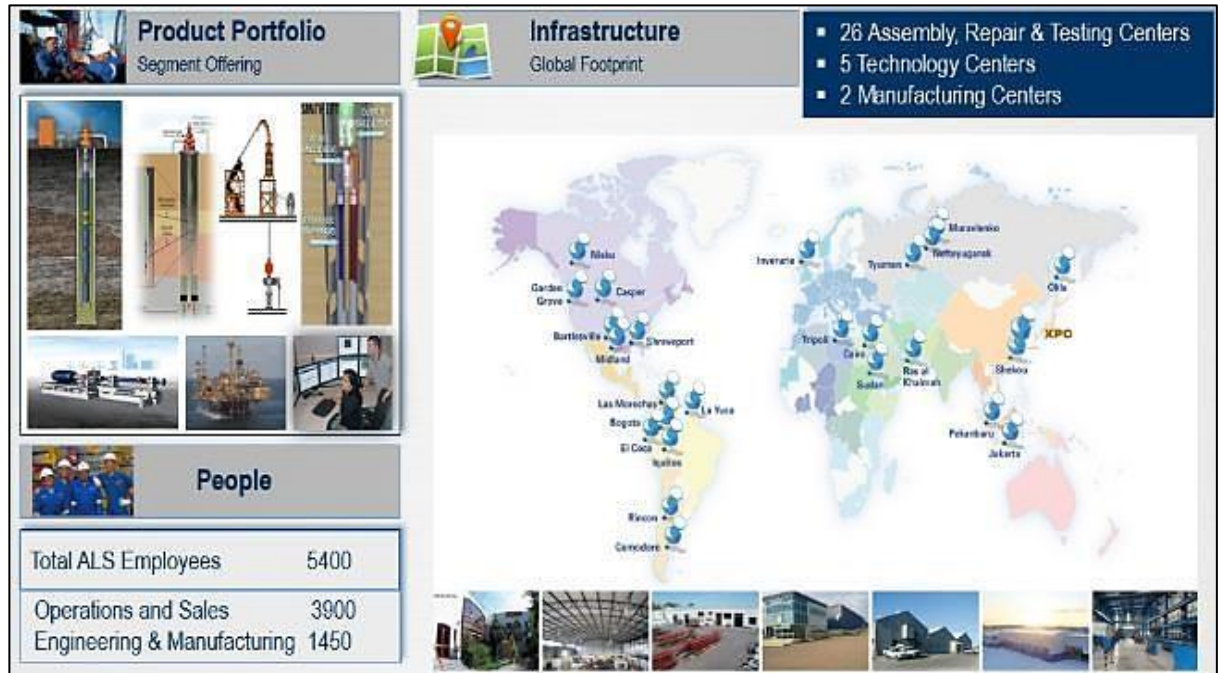 Product Portfolio
Segment Offering
Infrastructure
Global Footprint
▪ 26 Assembly, Repair & Testing Centers
▪ 5 Technology Centers
▪ 2 Manufacturing Centers
Nisku
Garden
Grove
Casper
Bartlesville
Shreveport
Midland
Las Morochas
La Yuca
Bogota
El Coca
Iquitos
Rincon
Comodoro
Inverurie
Tyumen
Muravlenko
Nefteyugansk
Okha
XPC
Tripoli
Cairo
Sudan
Ras al
Khaimah
Shekou
Pekanbaru
Jakarta
People
Total ALS Employees 5400
Operations and Sales 3900
Engineering & Manufacturing 1450